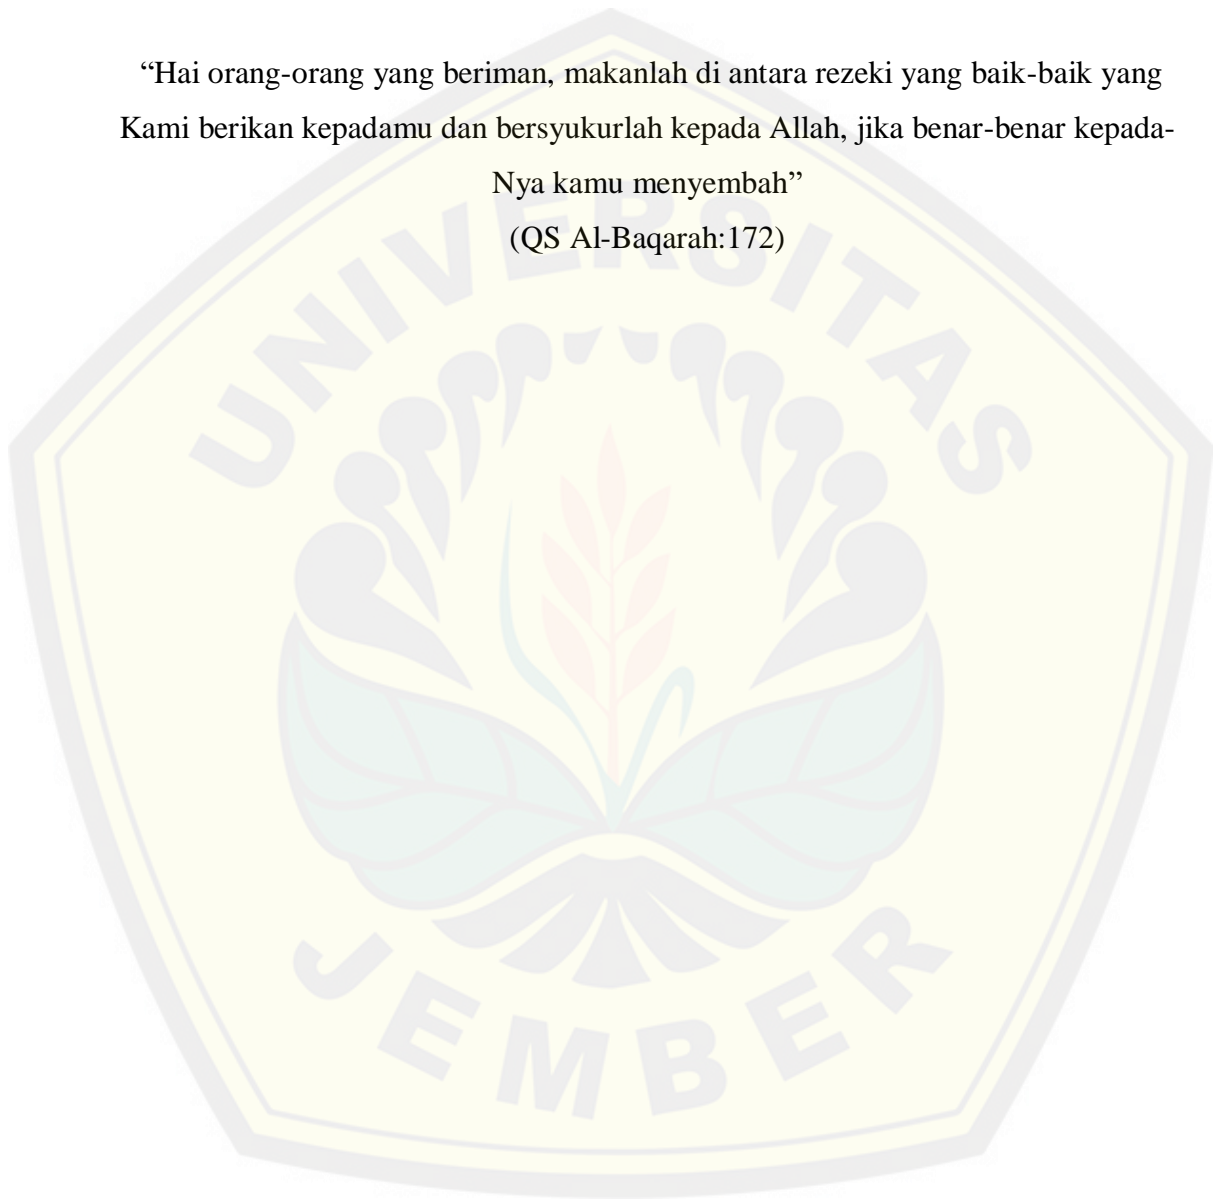 “Hai orang-orang yang beriman, makanlah di antara rezeki yang baik-baik yang
Kami berikan kepadamu dan bersyukurlah kepada Allah, jika benar-benar kepada-
Nya kamu menyembah”
(QS Al-Baqarah:172)
UNIVERSITAS
JEMBER